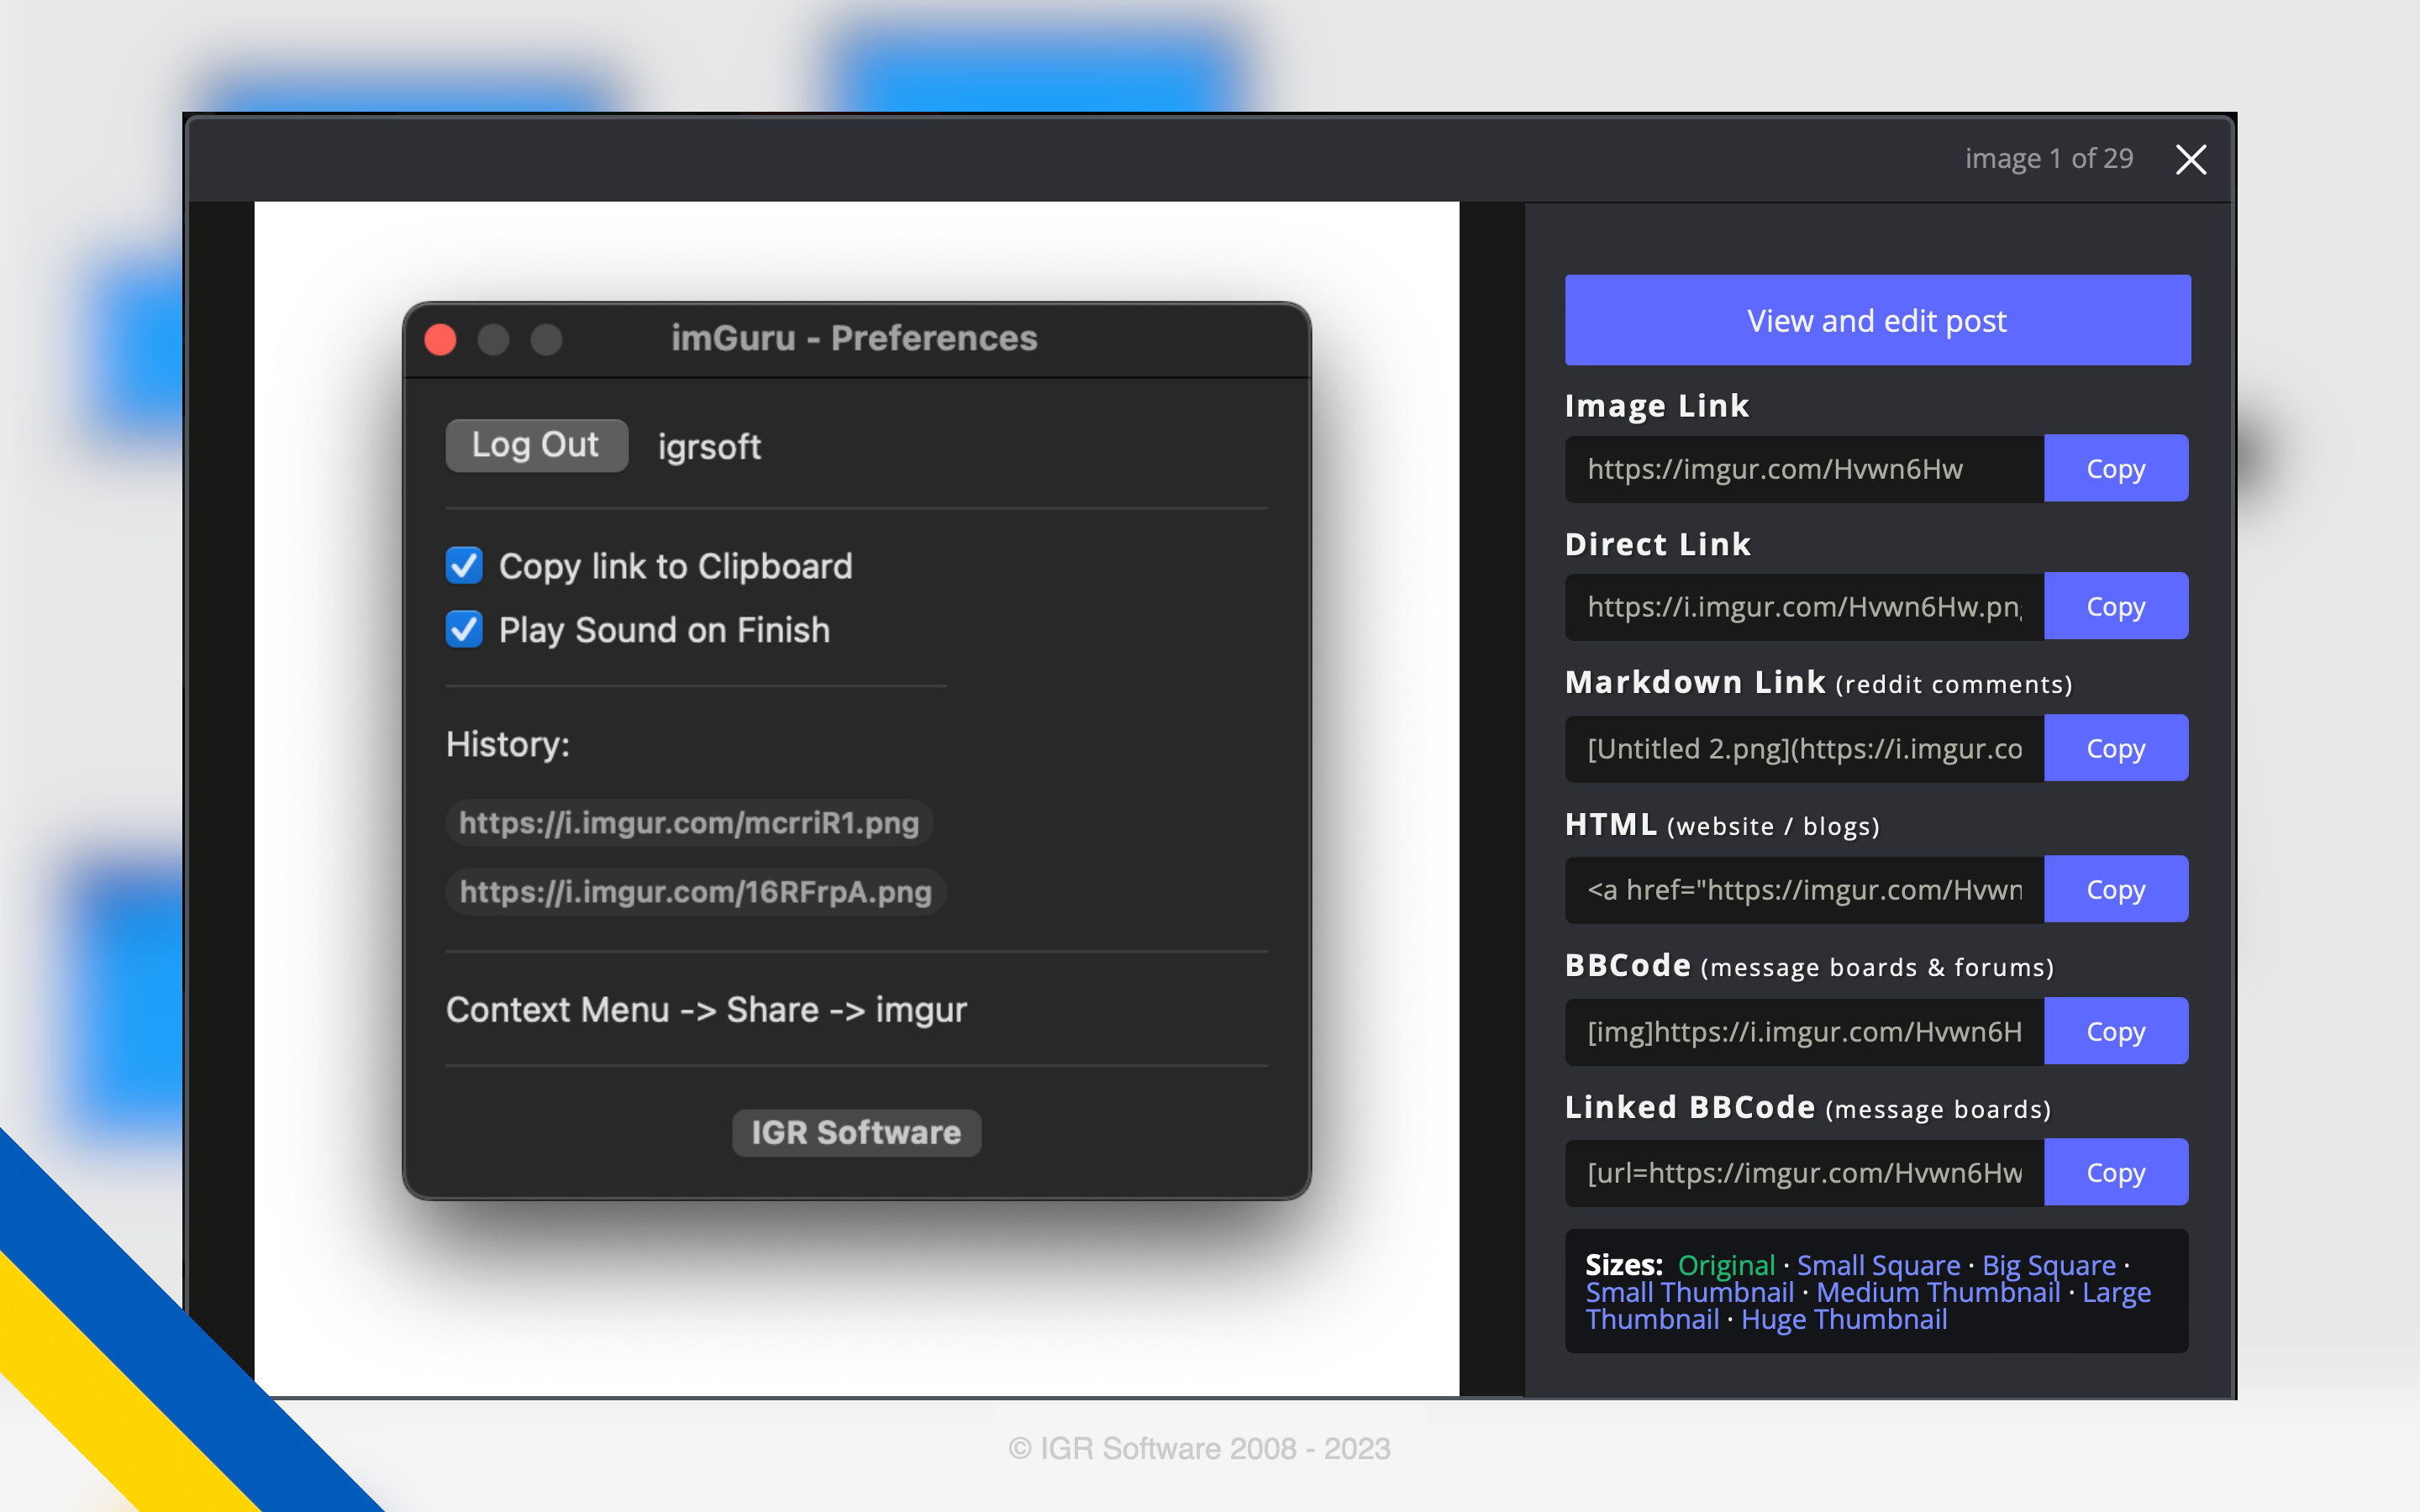 image 1 of 29
imGuru - Preferences
Log Out igrsoft
Copy link to Clipboard
Play Sound on Finish
History:
https://i.imgur.com/mcrriR1.png
https://i.imgur.com/16RFrpA.png
Context Menu -> Share -> imgur
IGR Software
View and edit post
Image Link
https://imgur.com/Hvwn6Hw Copy
Direct Link
https://i.imgur.com/Hvwn6Hw.png Copy
Markdown Link (reddit comments)
[Untitled 2.png](https://i.imgur.co Copy
HTML (website / blogs)
<a href="https://imgur.com/Hvwn Copy
BBCode (message boards & forums)
[img]https://i.imgur.com/Hvwn6H Copy
Linked BBCode (message boards)
[url=https://imgur.com/Hvwn6Hw Copy
Sizes: Original · Small Square · Big Square ·
Small Thumbnail · Medium Thumbnail · Large
Thumbnail · Huge Thumbnail
© IGR Software 2008 - 2023